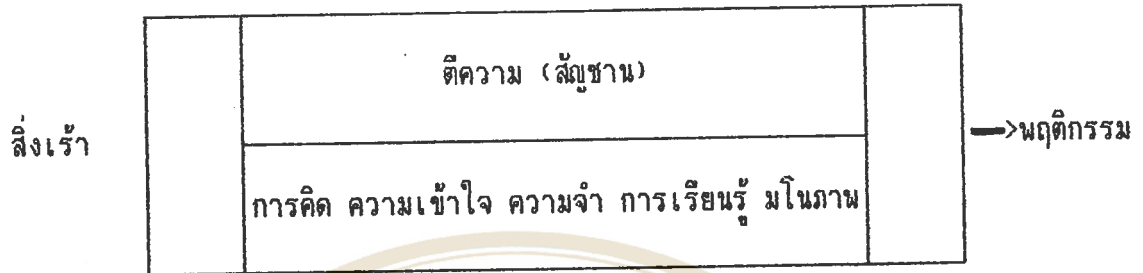 ตีความ (สัญชาน)
สิ่งเร้า
—>พฤติกรรม
การคิด ความเข้าใจ ความจำ การเรียนรู้ มโนภาพ